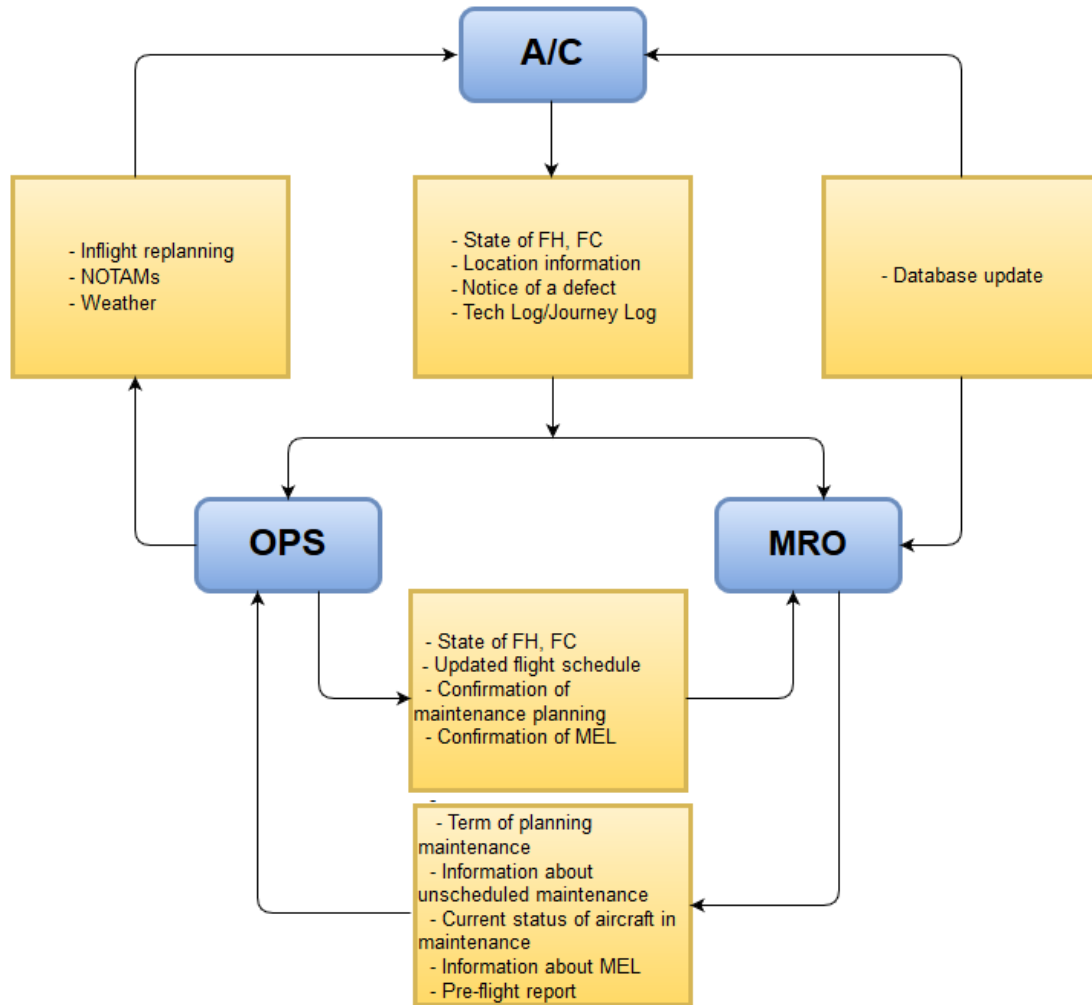 A/C
- Inflight replanning
- NOTAMs
- Weather
- State of FH, FC
- Location information
- Notice of a defect
- Tech Log/Journey Log
- Database update
OPS
MRO
- State of FH, FC
- Updated flight schedule
- Confirmation of
maintenance planning
- Confirmation of MEL
-
- Term of planning
maintenance
- Information about
unscheduled maintenance
- Current status of aircraft in
maintenance
- Information about MEL
- Pre-flight report